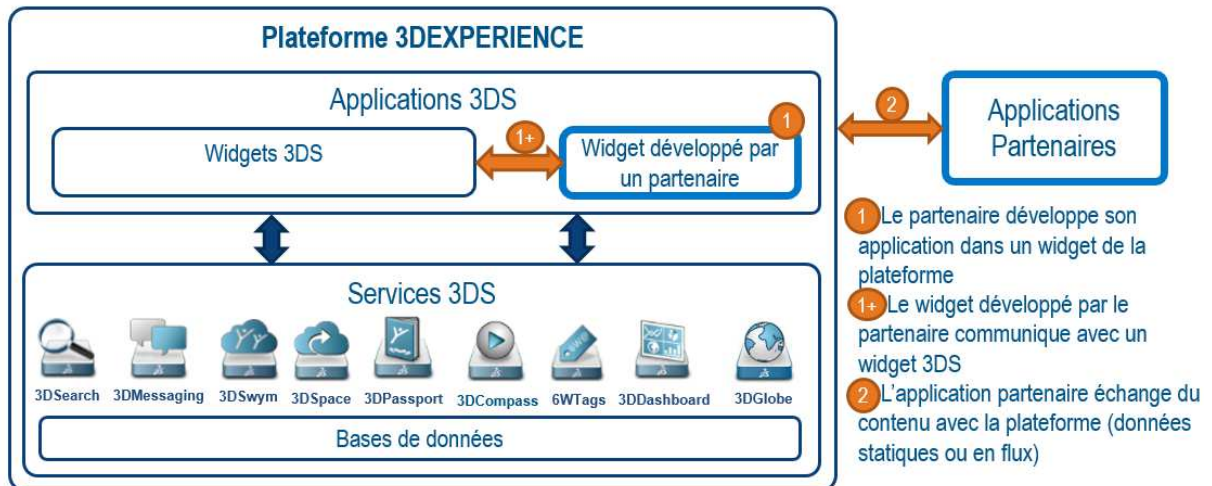 Plateforme 3DEXPERIENCE
Applications 3DS
Widgets 3DS
1+
Widget développé par
un partenaire
1
2
Applications
Partenaires
1 Le partenaire développe son
application dans un widget de la
plateforme
1+ Le widget développé par le
partenaire communique avec un
widget 3DS
2 L'application partenaire échange du
contenu avec la plateforme (données
statiques ou en flux)
Services 3DS
3DSearch 3DMessaging 3DSwym 3DSpace 3DPassport 3DCompass 6WTags 3DDashboard 3DGlobe
Bases de données